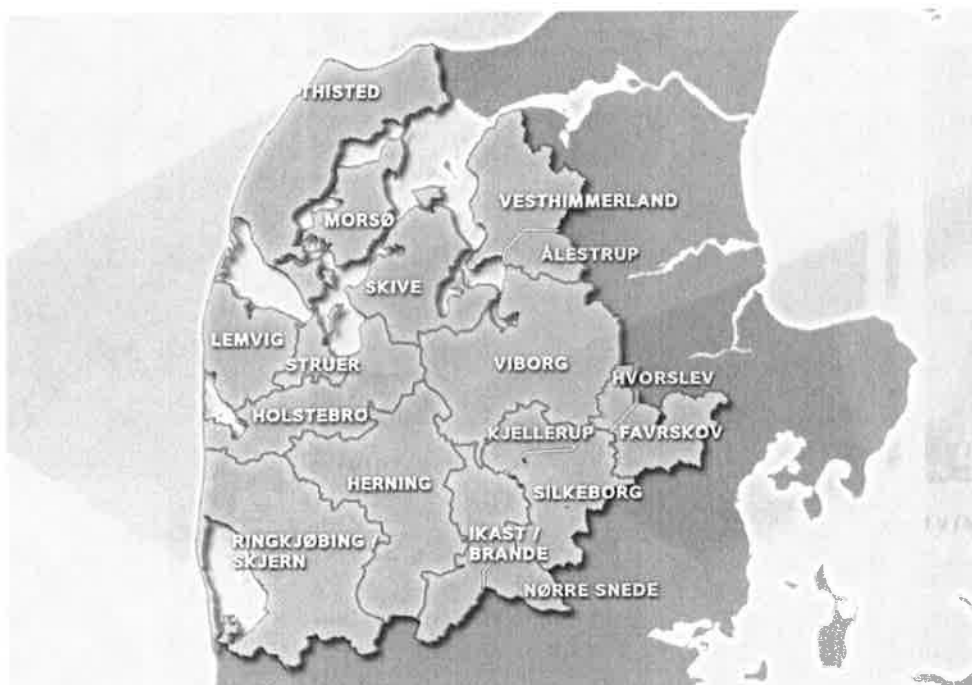 THISTED
MORSØ
VESTHIMMERLAND
ÅLESTRUP
SKIVE
LEMVIG
STRUER
VIBORG
HVORSLEV
HOLSTEBRO
KJELLERUP
FAVRSKOV
HERNING
SILKEBORG
RINGKJØBING /
SKJERN
IKAST /
BRANDE
NØRRE SNEDE